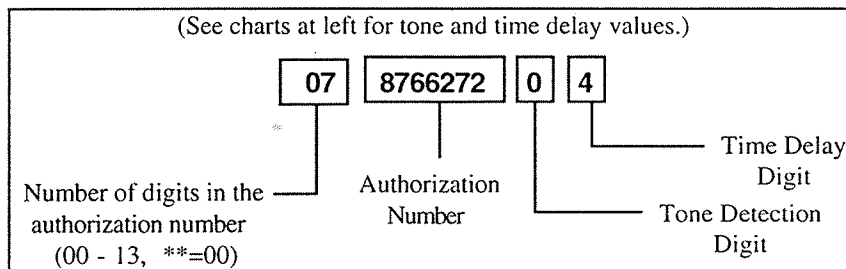 (See charts at left for tone and time delay values.)
07 8766272 0 4
Time Delay
Digit
Number of digits in the
authorization number
(00 - 13, **=00)
Authorization
Number
Tone Detection
Digit